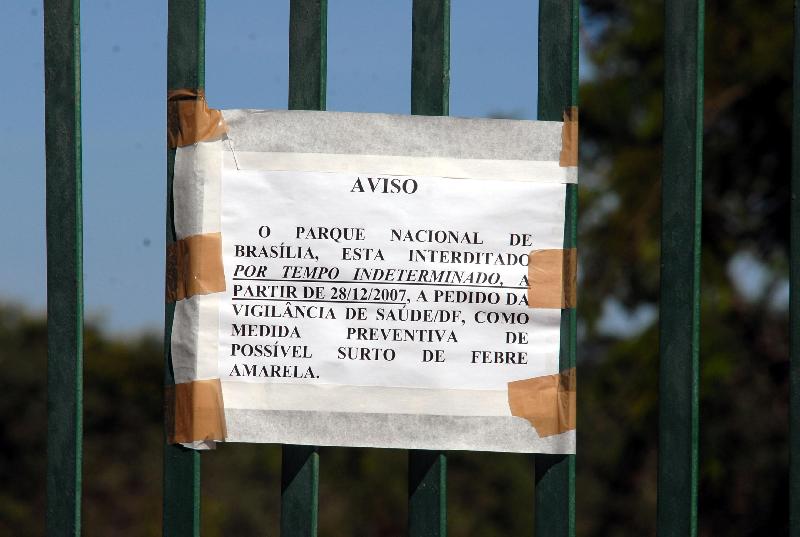 AVISO
O PARQUE NACIONAL DE
BRASÍLIA, ESTA INTERDITADO
POR TEMPO INDETERMINADO, A
PARTIR DE 28/12/2007, A PEDIDO DA
VIGILÂNCIA DE SAÚDE/DF, COMO
MEDIDA PREVENTIVA DE
POSSÍVEL SURTO DE FEBRE
AMARELA.